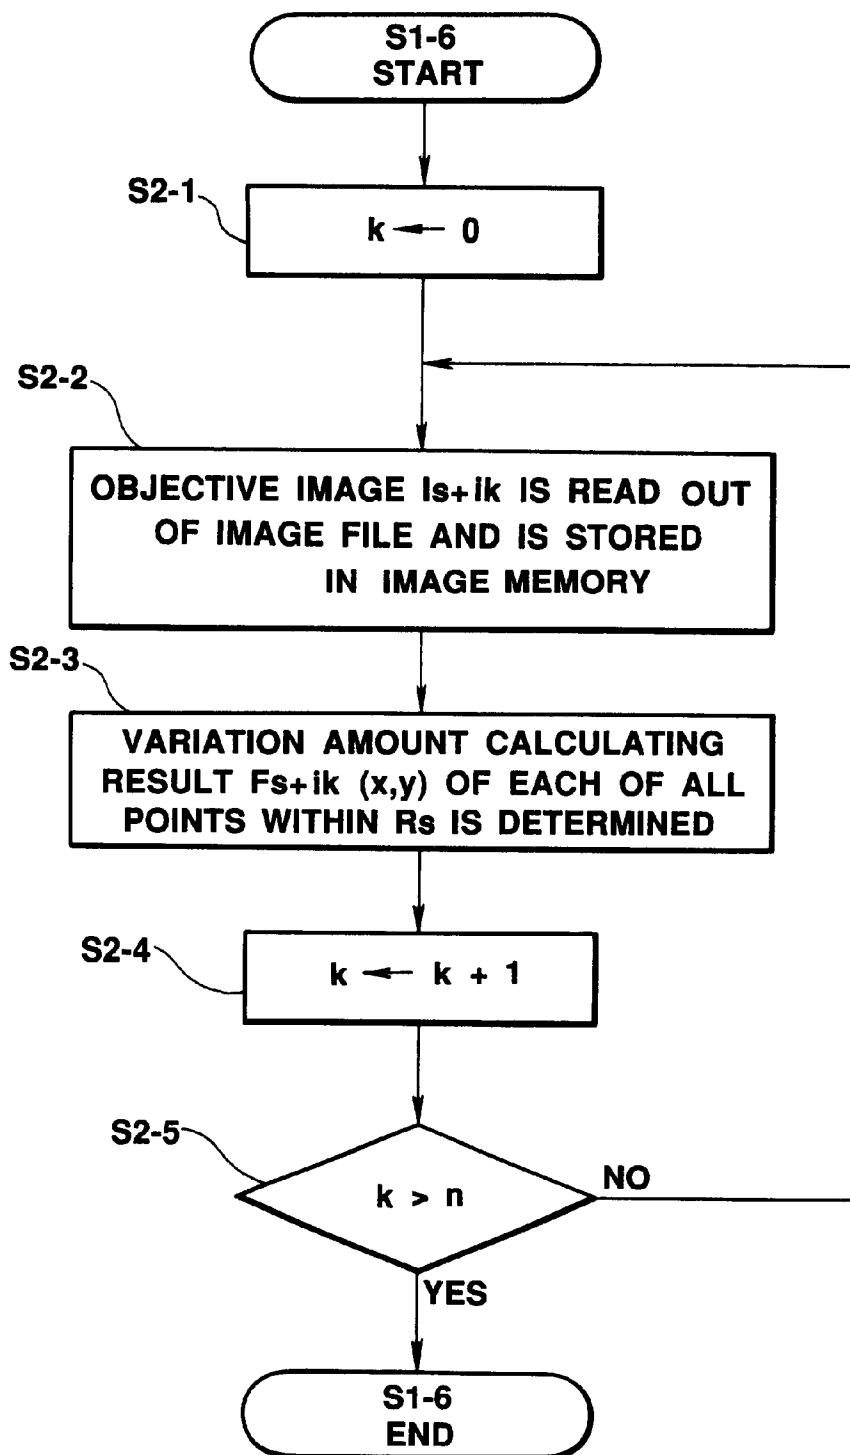 S1-6
START
S2-1
k ← 0
S2-2
OBJECTIVE IMAGE Is+ik IS READ OUT
OF IMAGE FILE AND IS STORED
IN IMAGE MEMORY
S2-3
VARIATION AMOUNT CALCULATING
RESULT Fs+ik (x,y) OF EACH OF ALL
POINTS WITHIN Rs IS DETERMINED
S2-4
k ← k + 1
S2-5
k > n
NO
YES
S1-6
END